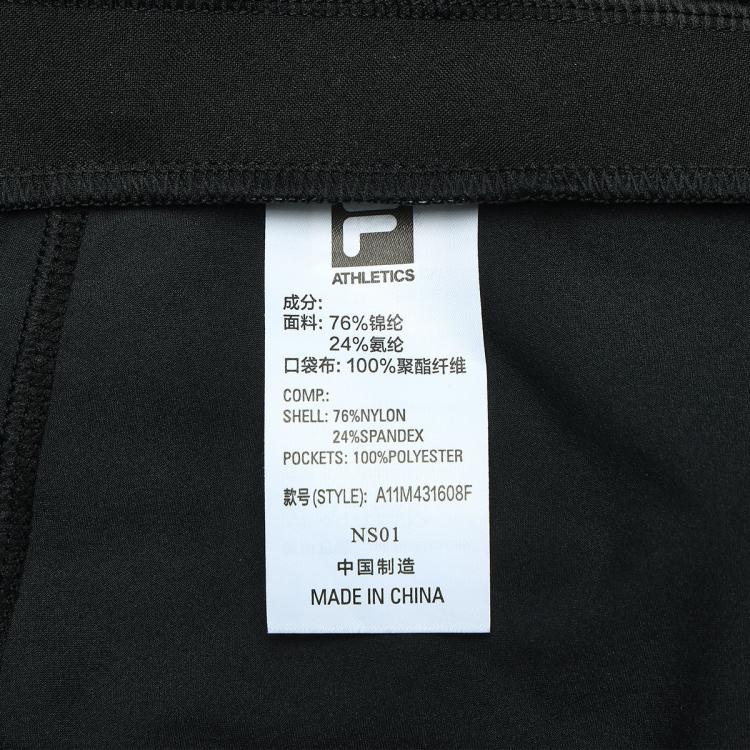 ATHLETICS
成分:
面料: 76%锦纶
24%氨纶
口袋布: 100%聚酯纤维
COMP.:
SHELL: 76%NYLON
24%SPANDEX
POCKETS: 100%POLYESTER
款号(STYLE): A11M431608F
NS01
中国制造
MADE IN CHINA